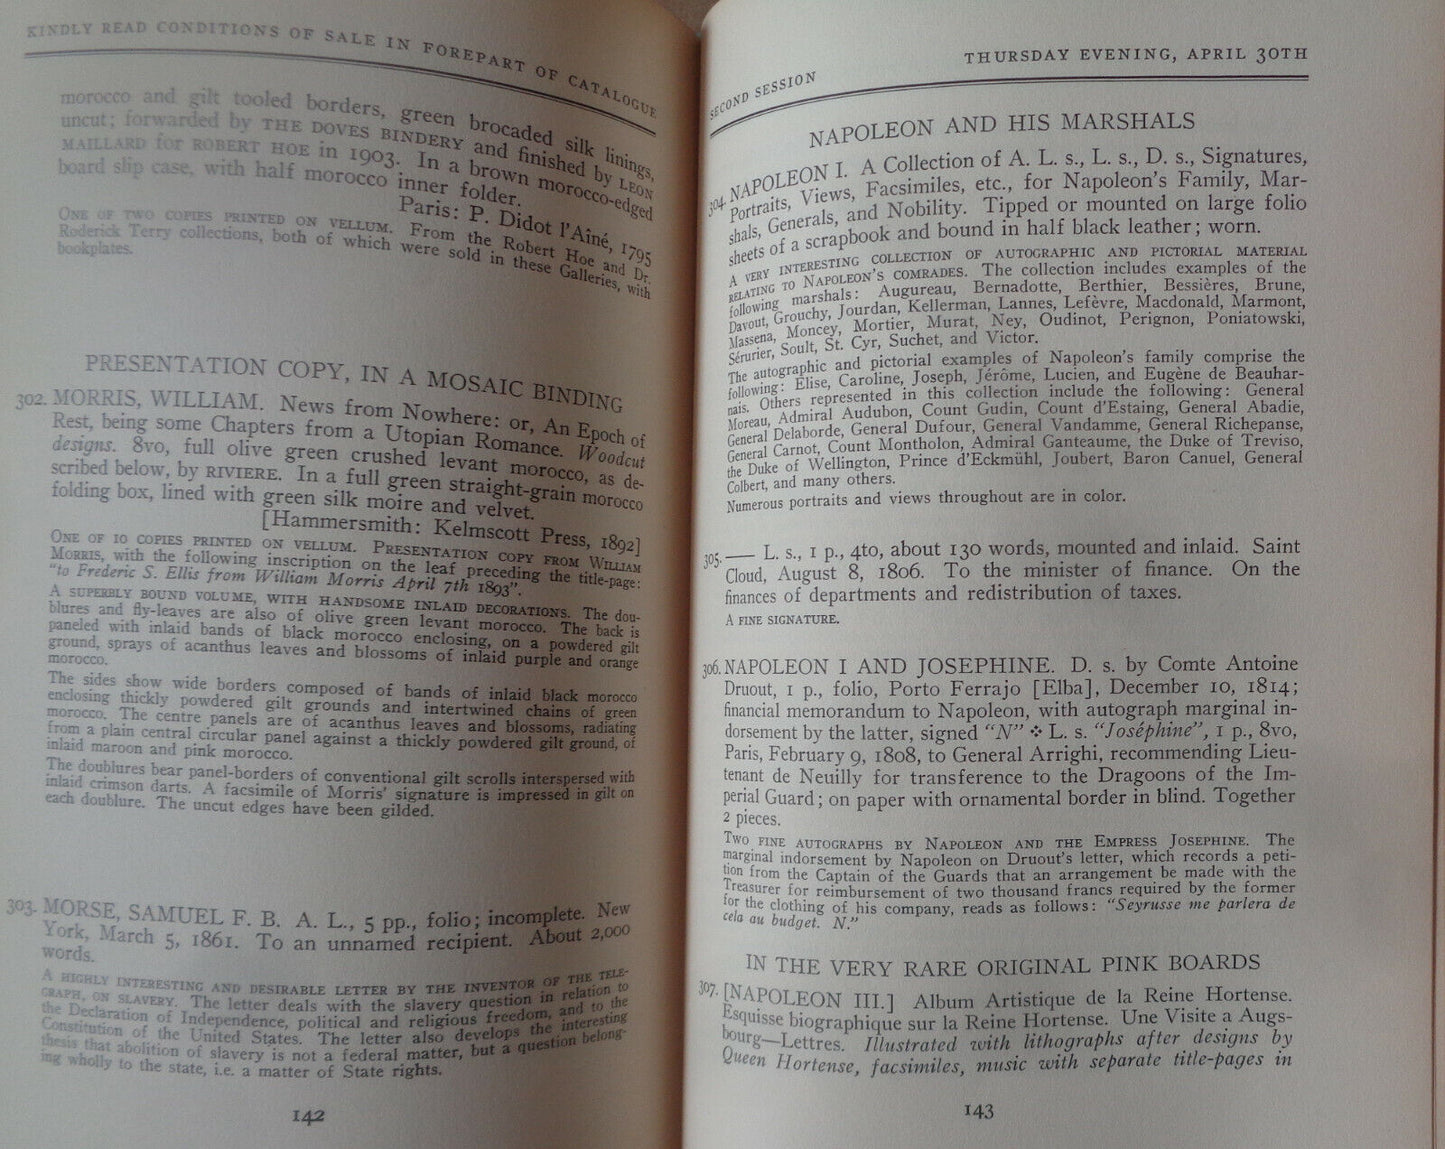 KINDLY READ CONDITIONS OF SALE IN FOREPART OF CATALOGUE
morocco and gilt tooled borders, green brocaded silk linings,
uncut; forwarded by THE DOVES BINDERY and finished by LEON
MAILLARD for ROBERT HOE in 1903. In a brown morocco-edged
board slip case, with half morocco inner folder.
Paris: P. Didot l'Aîné, 1795
ONE OF TWO COPIES PRINTED ON VELLUM. From the Robert Hoe and Dr.
Roderick Terry collections, both of which were sold in these Galleries, with
bookplates.
PRESENTATION COPY, IN A MOSAIC BINDING
302. MORRIS, WILLIAM. News from Nowhere: or, An Epoch of
Rest, being some Chapters from a Utopian Romance. Woodcut
designs. 8vo, full olive green crushed levant morocco, as de-
scribed below, by RIVIERE. In a full green straight-grain morocco
folding box, lined with green silk moire and velvet.
[Hammersmith: Kelmscott Press, 1892]
ONE OF 10 COPIES PRINTED ON VELLUM. PRESENTATION COPY FROM WILLIAM
MORRIS, with the following inscription on the leaf preceding the title-page:
"to Frederic S. Ellis from William Morris April 7th 1893".
A SUPERBLY BOUND VOLUME, WITH HANDSOME INLAID DECORATIONS. The dou-
blures and fly-leaves are also of olive green levant morocco. The back is
paneled with inlaid bands of black morocco enclosing, on a powdered gilt
ground, sprays of acanthus leaves and blossoms of inlaid purple and orange
morocco.
The sides show wide borders composed of bands of inlaid black morocco
enclosing thickly powdered gilt grounds and intertwined chains of green
morocco. The centre panels are of acanthus leaves and blossoms, radiating
from a plain central circular panel against a thickly powdered gilt ground, of
inlaid maroon and pink morocco.
The doublures bear panel-borders of conventional gilt scrolls interspersed with
inlaid crimson darts. A facsimile of Morris' signature is impressed in gilt on
each doublure. The uncut edges have been gilded.
303. MORSE, SAMUEL F. B. A. L., 5 pp., folio; incomplete. New
York, March 5, 1861. To an unnamed recipient. About 2,000
words.
A HIGHLY INTERESTING AND DESIRABLE LETTER BY THE INVENTOR OF THE TELE-
GRAPH, ON SLAVERY. The letter deals with the slavery question in relation to
the Declaration of Independence, political and religious freedom, and to the
Constitution of the United States. The letter also develops the interesting
thesis that abolition of slavery is not a federal matter, but a question belong-
ing wholly to the state, i.e. a matter of State rights.
142
SECOND SESSION THURSDAY EVENING, APRIL 30TH
NAPOLEON AND HIS MARSHALS
304. NAPOLEON I. A Collection of A. L. s., L. s., D. s., Signatures,
Portraits, Views, Facsimiles, etc., for Napoleon's Family, Mar-
shals, Generals, and Nobility. Tipped or mounted on large folio
sheets of a scrapbook and bound in half black leather; worn.
A VERY INTERESTING COLLECTION OF AUTOGRAPHIC AND PICTORIAL MATERIAL
RELATING TO NAPOLEON'S COMRADES. The collection includes examples of the
following marshals: Augureau, Bernadotte, Berthier, Bessières, Brune,
Davout, Grouchy, Jourdan, Kellerman, Lannes, Lefèvre, Macdonald, Marmont,
Massena, Moncey, Mortier, Murat, Ney, Oudinot, Perignon, Poniatowski,
Sérurier, Soult, St. Cyr, Suchet, and Victor.
The autographic and pictorial examples of Napoleon's family comprise the
following: Elise, Caroline, Joseph, Jérôme, Lucien, and Eugène de Beauhar-
nais. Others represented in this collection include the following: General
Moreau, Admiral Audubon, Count Gudin, Count d'Estaing, General Abadie,
General Delaborde, General Dufour, General Vandamme, General Richepanse,
General Carnot, Count Montholon, Admiral Ganteaume, the Duke of Treviso,
the Duke of Wellington, Prince d'Eckmühl, Joubert, Baron Canuel, General
Colbert, and many others.
Numerous portraits and views throughout are in color.
305. —— L. s., 1 p., 4to, about 130 words, mounted and inlaid. Saint
Cloud, August 8, 1806. To the minister of finance. On the
finances of departments and redistribution of taxes.
A FINE SIGNATURE.
306. NAPOLEON I AND JOSEPHINE. D. s. by Comte Antoine
Druout, 1 p., folio, Porto Ferrajo [Elba], December 10, 1814;
financial memorandum to Napoleon, with autograph marginal in-
dorsement by the latter, signed "N" ❖ L. s. "Joséphine", 1 p., 8vo,
Paris, February 9, 1808, to General Arrighi, recommending Lieu-
tenant de Neuilly for transference to the Dragoons of the Im-
perial Guard; on paper with ornamental border in blind. Together
2 pieces.
TWO FINE AUTOGRAPHS BY NAPOLEON AND THE EMPRESS JOSEPHINE. The
marginal indorsement by Napoleon on Druout's letter, which records a peti-
tion from the Captain of the Guards that an arrangement be made with the
Treasurer for reimbursement of two thousand francs required by the former
for the clothing of his company, reads as follows: "Seyrusse me parlera de
cela au budget. N."
IN THE VERY RARE ORIGINAL PINK BOARDS
307. [NAPOLEON III.] Album Artistique de la Reine Hortense.
Esquisse biographique sur la Reine Hortense. Une Visite a Augs-
bourg—Lettres. Illustrated with lithographs after designs by
Queen Hortense, facsimiles, music with separate title-pages in
143